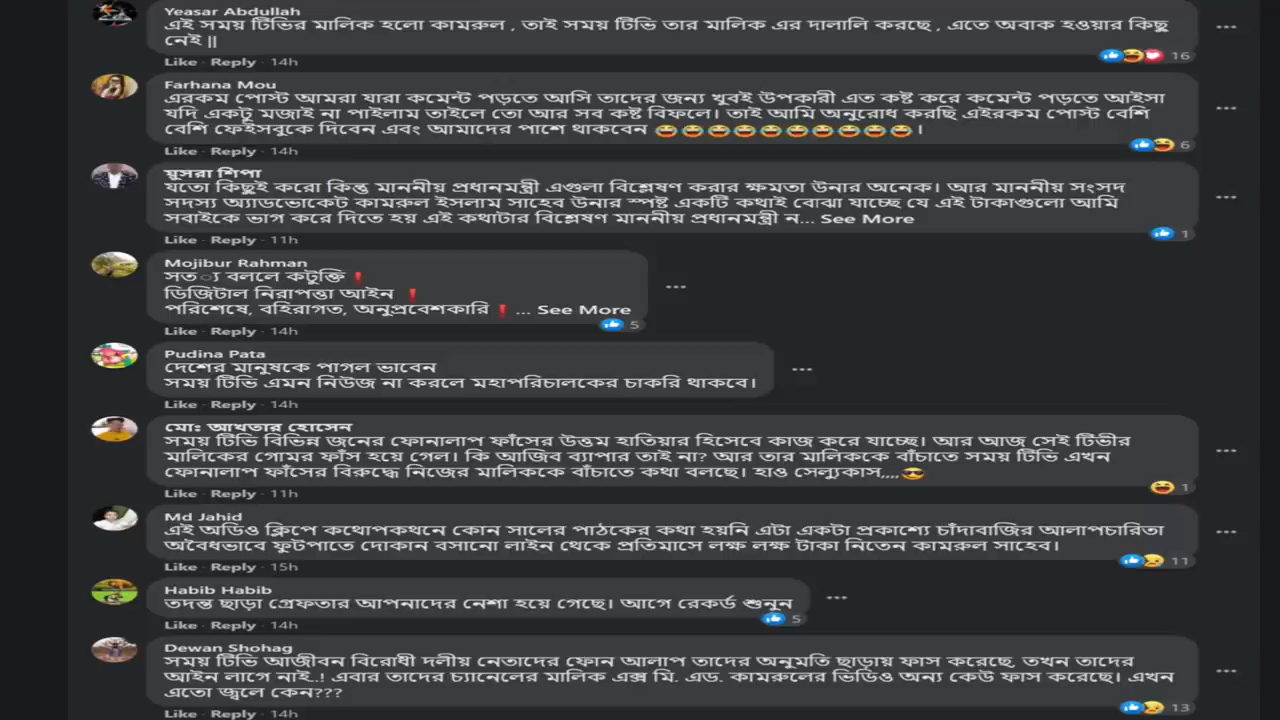 Yeasar Abdullah
এই সময় টিভির মালিক হলো কামরুল , তাই সময় টিভি তার মালিক এর দালালি করছে , এতে অবাক হওয়ার কিছু
নেই ||
Like · Reply · 14h
16
Farhana Mou
এরকম পোস্ট আমরা যারা কমেন্ট পড়তে আসি তাদের জন্য খুবই উপকারী এত কষ্ট করে কমেন্ট পড়তে আইসা
যদি একটু মজাই না পাইলাম তাইলে তো আর সব কষ্ট বিফলে। তাই আমি অনুরোধ করছি এইরকম পোস্ট বেশি
বেশি ফেইসবুকে দিবেন এবং আমাদের পাশে থাকবেন 😂😂😂😂😂😂😂😂😂😂।
Like · Reply · 14h
6
যুসরা শিপা
যতো কিছুই করো কিন্তু মাননীয় প্রধানমন্ত্রী এগুলা বিশ্লেষণ করার ক্ষমতা উনার অনেক। আর মাননীয় সংসদ
সদস্য অ্যাডভোকেট কামরুল ইসলাম সাহেব উনার স্পষ্ট একটি কথাই বোঝা যাচ্ছে যে এই টাকাগুলো আমি
সবাইকে ভাগ করে দিতে হয় এই কথাটার বিশ্লেষণ মাননীয় প্রধানমন্ত্রী ন... See More
Like · Reply · 11h
1
Mojibur Rahman
সত্য বললে কটুক্তি❗
ডিজিটাল নিরাপত্তা আইন ❗
পরিশেষে, বহিরাগত, অনুপ্রবেশকারি❗... See More
Like · Reply · 14h
5
Pudina Pata
দেশের মানুষকে পাগল ভাবেন
সময় টিভি এমন নিউজ না করলে মহাপরিচালকের চাকরি থাকবে।
Like · Reply · 14h
মোঃ আখতার হোসেন
সময় টিভি বিভিন্ন জনের ফোনালাপ ফাঁসের উত্তম হাতিয়ার হিসেবে কাজ করে যাচ্ছে। আর আজ সেই টিভীর
মালিকের গোমর ফাঁস হয়ে গেল। কি আজিব ব্যাপার তাই না? আর তার মালিককে বাঁচাতে সময় টিভি এখন
ফোনালাপ ফাঁসের বিরুদ্ধে নিজের মালিককে বাঁচাতে কথা বলছে। হাও সেল্যুকাস,,,,😎
Like · Reply · 11h
1
Md Jahid
এই অডিও ক্লিপে কথোপকথনে কোন সালের পাঠকের কথা হয়নি এটা একটা প্রকাশ্যে চাঁদাবাজির আলাপচারিতা
অবৈধভাবে ফুটপাতে দোকান বসানো লাইন থেকে প্রতিমাসে লক্ষ লক্ষ টাকা নিতেন কামরুল সাহেব।
Like · Reply · 15h
11
Habib Habib
তদন্ত ছাড়া গ্রেফতার আপনাদের নেশা হয়ে গেছে। আগে রেকর্ড শুনুন
Like · Reply · 14h
5
Dewan Shohag
সময় টিভি আজীবন বিরোধী দলীয় নেতাদের ফোন আলাপ তাদের অনুমতি ছাড়ায় ফাস করেছে, তখন তাদের
আইন লাগে নাই..! এবার তাদের চ্যানেলের মালিক এক্স মি. এড. কামরুলের ভিডিও অন্য কেউ ফাস করেছে। এখন
এতো জ্বলে কেন???
Like · Reply · 14h
13